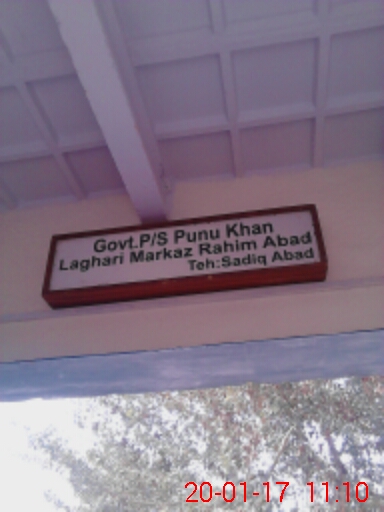 Govt.P/S Punu Khan
Laghari Markaz Rahim Abad
Teh:Sadiq Abad
20-01-17 11:10